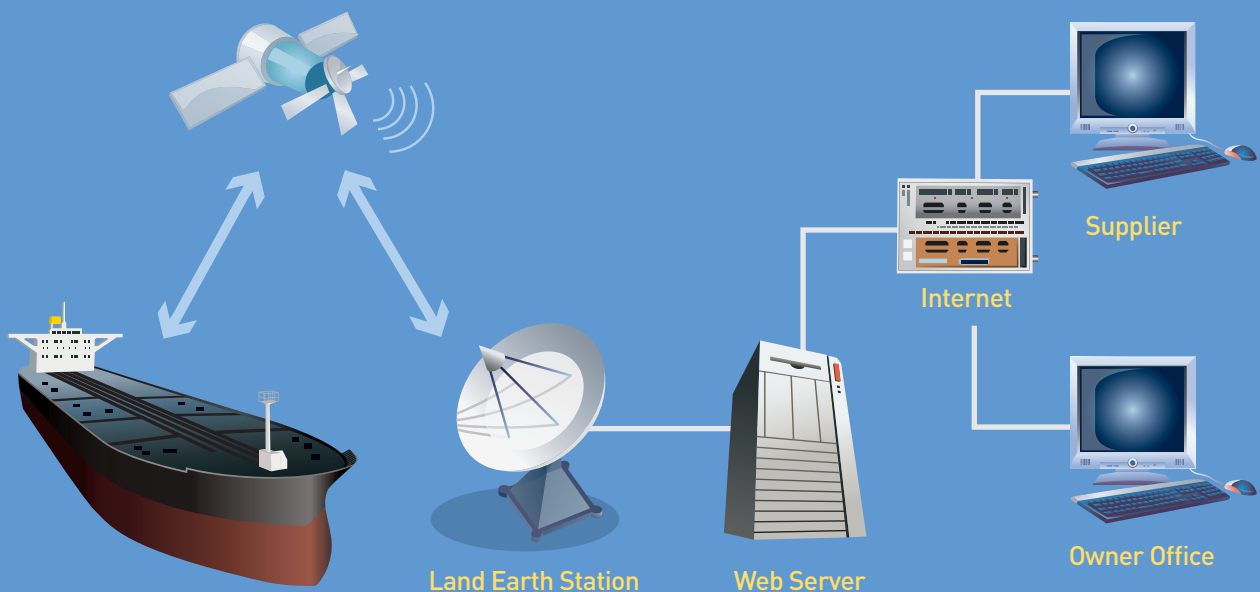 Supplier
Internet
Owner Office
Land Earth Station
Web Server